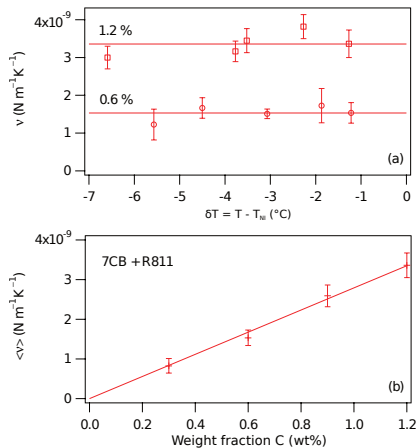 4x10⁻⁹
3
2
1
0
ν (N m⁻¹K⁻¹)
1.2 %
0.6 %
(a)
-7 -6 -5 -4 -3 -2 -1 0
δT = T - T_NI (°C)
4x10⁻⁹
3
2
1
0
<ν> (N m⁻¹K⁻¹)
7CB +R811
(b)
0.0 0.2 0.4 0.6 0.8 1.0 1.2
Weight fraction C (wt%)